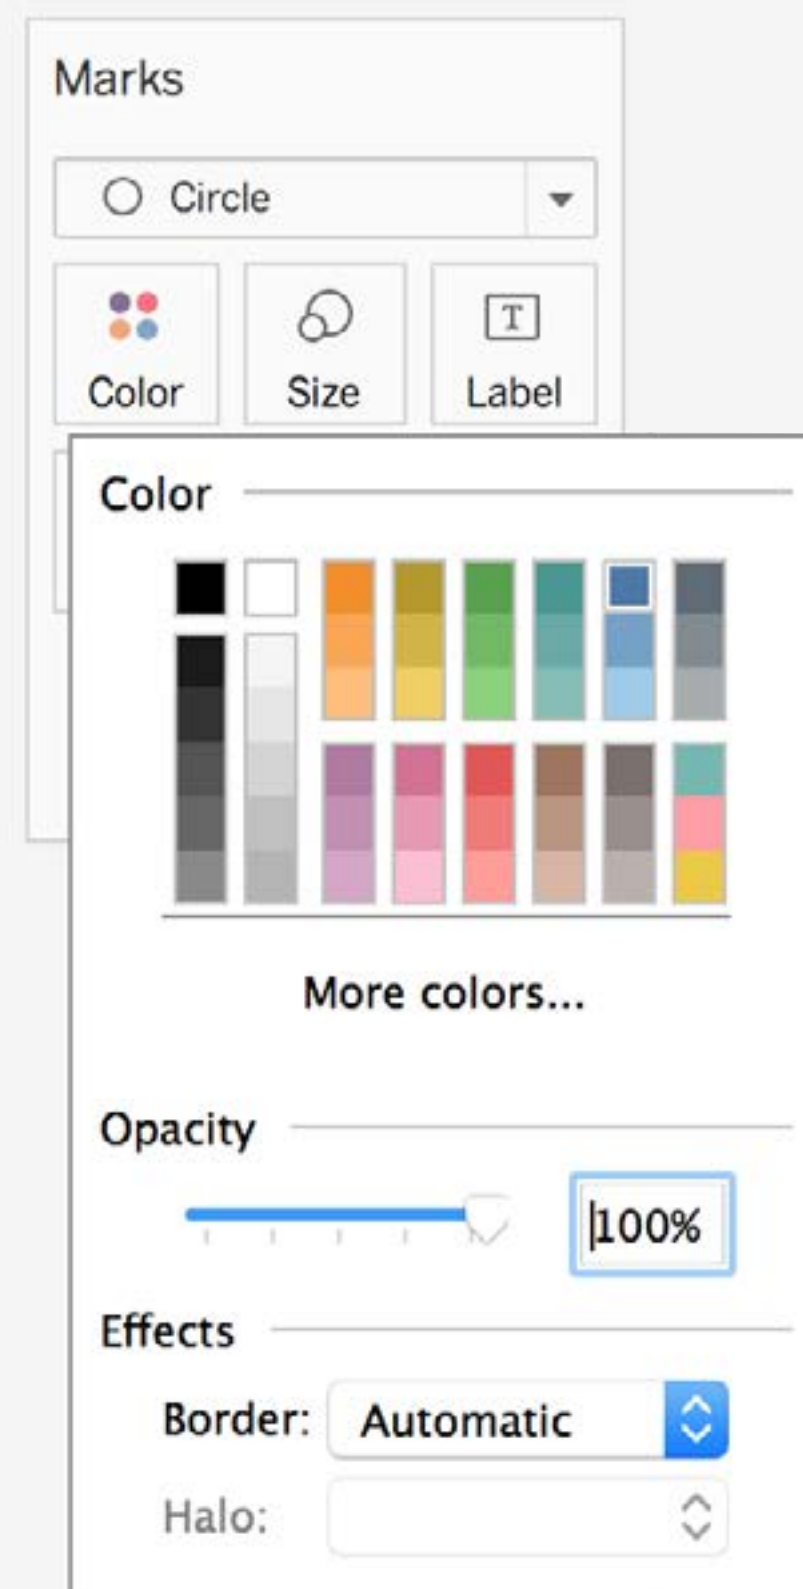 Marks
Circle
Color Size Label
T
Color
More colors...
Opacity
100%
Effects
Border: Automatic
Halo: